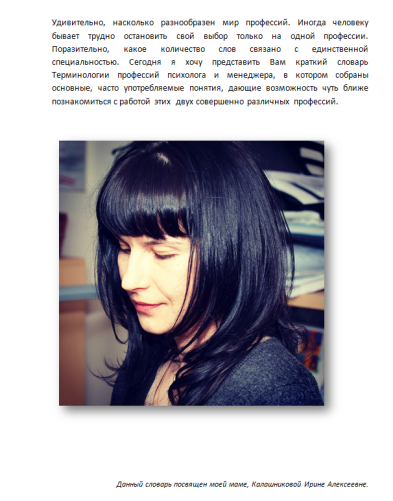 Удивительно, насколько разнообразен мир профессий. Иногда человеку
бывает трудно остановить свой выбор только на одной профессии.
Поразительно, какое количество слов связано с единственной
специальностью. Сегодня я хочу представить Вам краткий словарь
Терминологии профессий психолога и менеджера, в котором собраны
основные, часто употребляемые понятия, дающие возможность чуть ближе
познакомиться с работой этих двух совершенно различных профессий.
Данный словарь посвящен моей маме, Калашниковой Ирине Алексеевне.